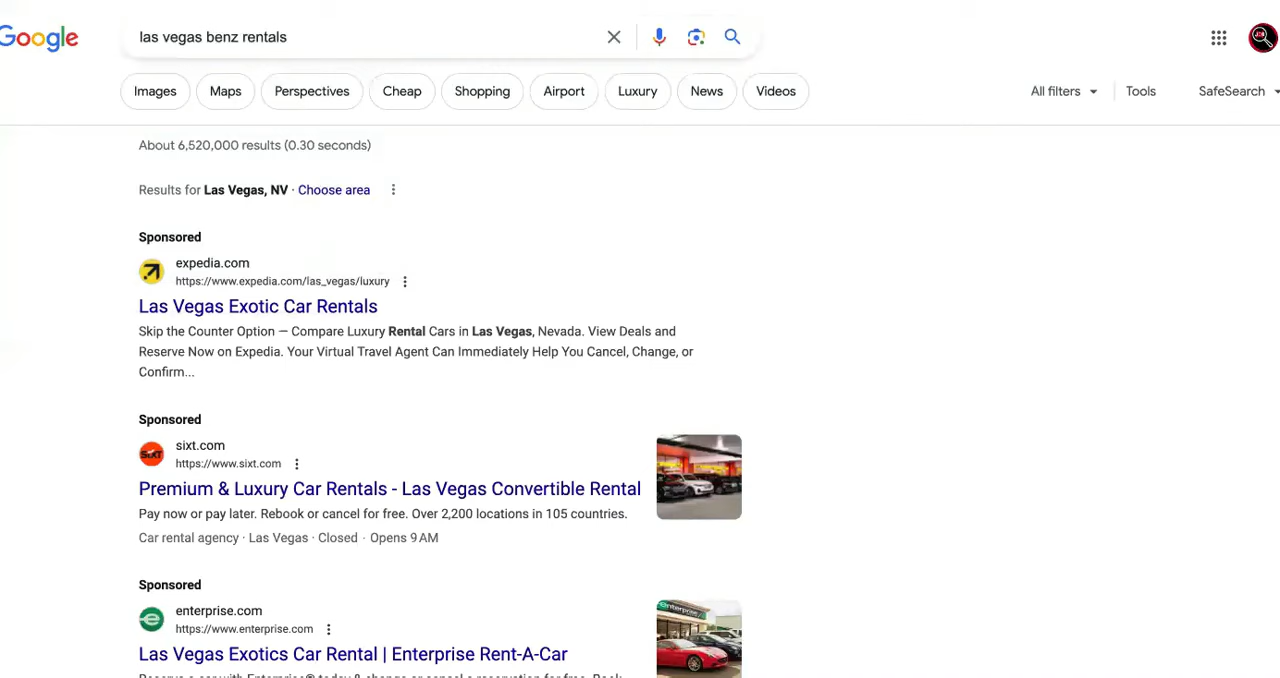 Google
las vegas benz rentals
Images Maps Perspectives Cheap Shopping Airport Luxury News Videos All filters Tools SafeSearch
About 6,520,000 results (0.30 seconds)
Results for Las Vegas, NV · Choose area
Sponsored
expedia.com
https://www.expedia.com/las_vegas/luxury
Las Vegas Exotic Car Rentals
Skip the Counter Option — Compare Luxury Rental Cars in Las Vegas, Nevada. View Deals and
Reserve Now on Expedia. Your Virtual Travel Agent Can Immediately Help You Cancel, Change, or
Confirm...
Sponsored
SIXT
sixt.com
https://www.sixt.com
Premium & Luxury Car Rentals - Las Vegas Convertible Rental
Pay now or pay later. Rebook or cancel for free. Over 2,200 locations in 105 countries.
Car rental agency · Las Vegas · Closed · Opens 9 AM
Sponsored
enterprise.com
https://www.enterprise.com
enterprise
Las Vegas Exotics Car Rental | Enterprise Rent-A-Car